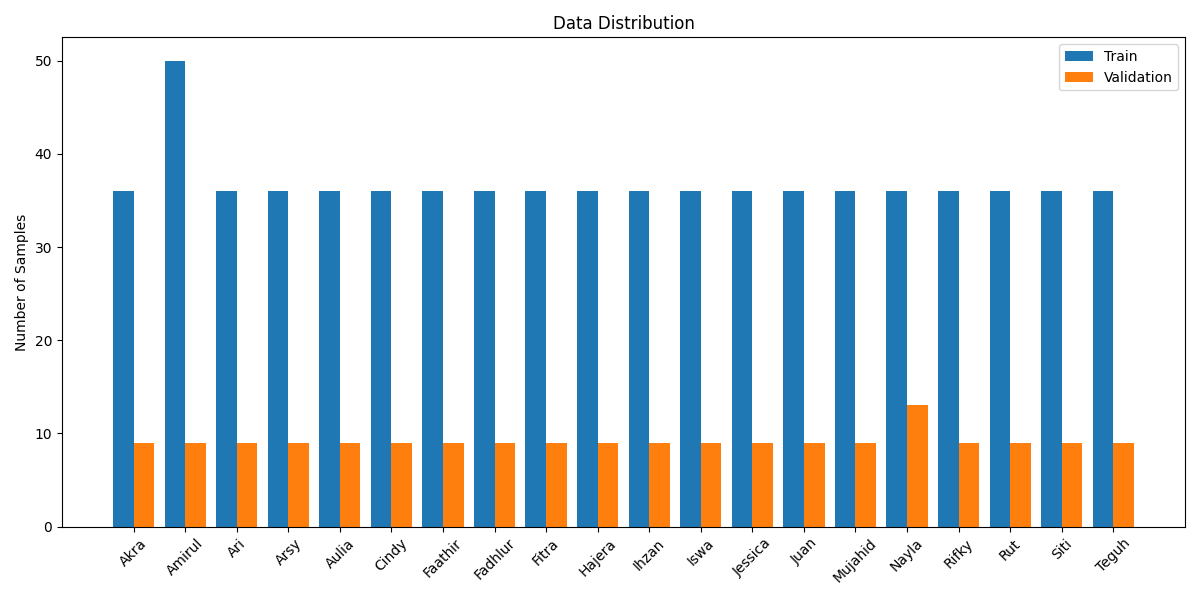 Data Distribution
Train
Validation
Number of Samples
50
40
30
20
10
0
Akra
Amirul
Ari
Arsy
Aulia
Cindy
Faathir
Fadhlur
Fitra
Hajera
Ihzan
Iswa
Jessica
Juan
Mujahid
Nayla
Rifky
Rut
Siti
Teguh